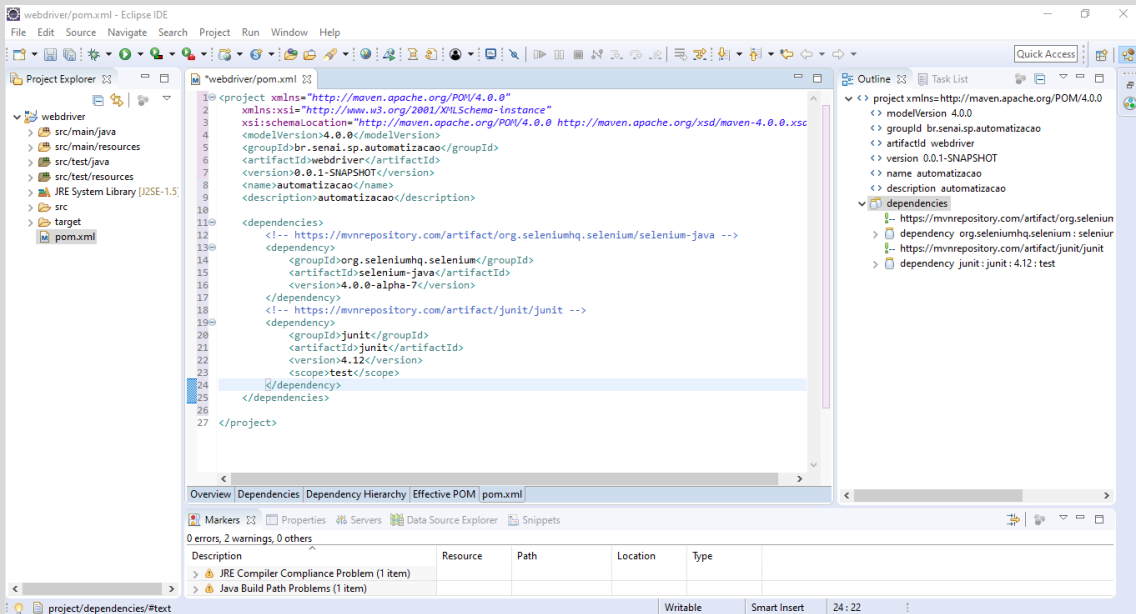 webdriver/pom.xml - Eclipse IDE
File Edit Source Navigate Search Project Run Window Help
Quick Access
Project Explorer
webdriver
src/main/java
src/main/resources
src/test/java
src/test/resources
JRE System Library [J2SE-1.5]
src
target
pom.xml
*webdriver/pom.xml
1 <project xmlns="http://maven.apache.org/POM/4.0.0"
2 xmlns:xsi="http://www.w3.org/2001/XMLSchema-instance"
3 xsi:schemaLocation="http://maven.apache.org/POM/4.0.0 http://maven.apache.org/xsd/maven-4.0.0.xsd
4 <modelVersion>4.0.0</modelVersion>
5 <groupId>br.senai.sp.automatizacao</groupId>
6 <artifactId>webdriver</artifactId>
7 <version>0.0.1-SNAPSHOT</version>
8 <name>automatizacao</name>
9 <description>automatizacao</description>
10
11 <dependencies>
12 <!-- https://mvnrepository.com/artifact/org.seleniumhq.selenium/selenium-java -->
13 <dependency>
14 <groupId>org.seleniumhq.selenium</groupId>
15 <artifactId>selenium-java</artifactId>
16 <version>4.0.0-alpha-7</version>
17 </dependency>
18 <!-- https://mvnrepository.com/artifact/junit/junit -->
19 <dependency>
20 <groupId>junit</groupId>
21 <artifactId>junit</artifactId>
22 <version>4.12</version>
23 <scope>test</scope>
24 </dependency>
25 </dependencies>
26
27 </project>
Overview Dependencies Dependency Hierarchy Effective POM pom.xml
Outline Task List
project xmlns=http://maven.apache.org/POM/4.0.0
modelVersion 4.0.0
groupId br.senai.sp.automatizacao
artifactId webdriver
version 0.0.1-SNAPSHOT
name automatizacao
description automatizacao
dependencies
https://mvnrepository.com/artifact/org.selenium
dependency org.seleniumhq.selenium : selenium
https://mvnrepository.com/artifact/junit/junit
dependency junit : junit : 4.12 : test
Markers Properties Servers Data Source Explorer Snippets
0 errors, 2 warnings, 0 others
Description Resource Path Location Type
JRE Compiler Compliance Problem (1 item)
Java Build Path Problems (1 item)
project/dependencies/#text Writable Smart Insert 24 : 22